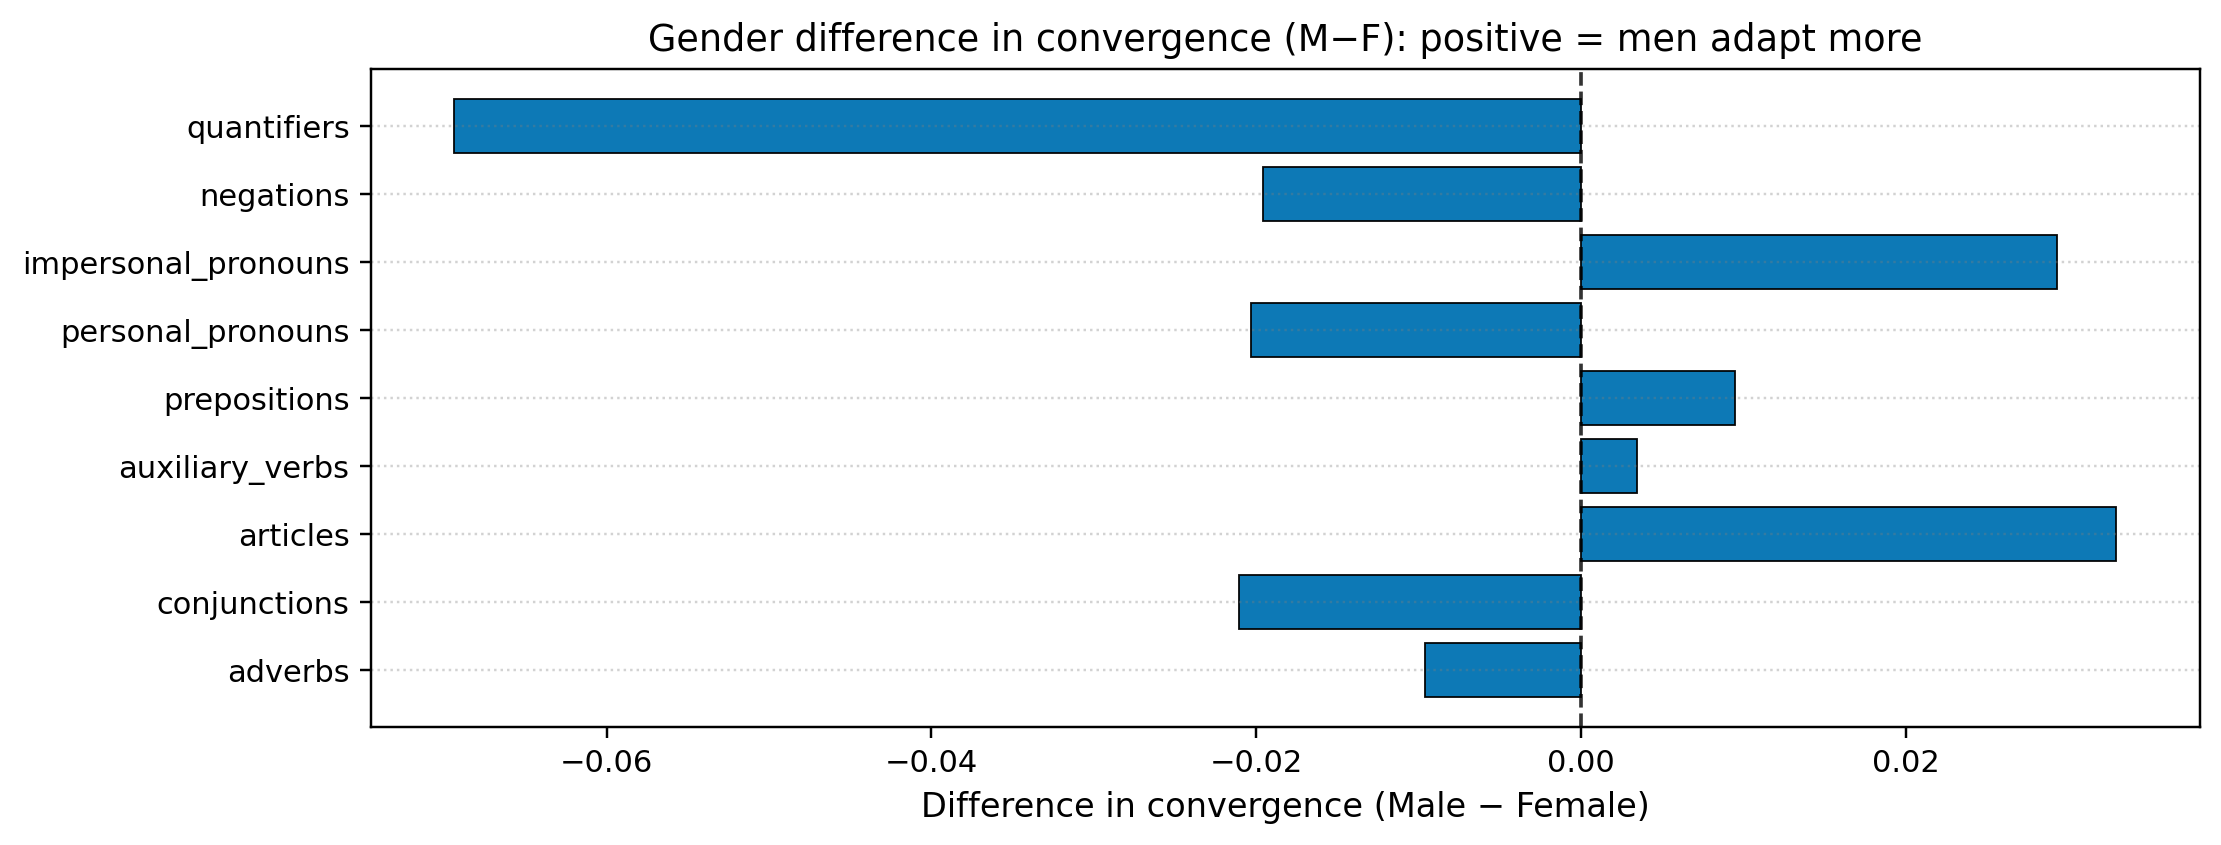 Gender difference in convergence (M−F): positive = men adapt more
quantifiers
negations
impersonal_pronouns
personal_pronouns
prepositions
auxiliary_verbs
articles
conjunctions
adverbs
−0.06 −0.04 −0.02 0.00 0.02
Difference in convergence (Male − Female)